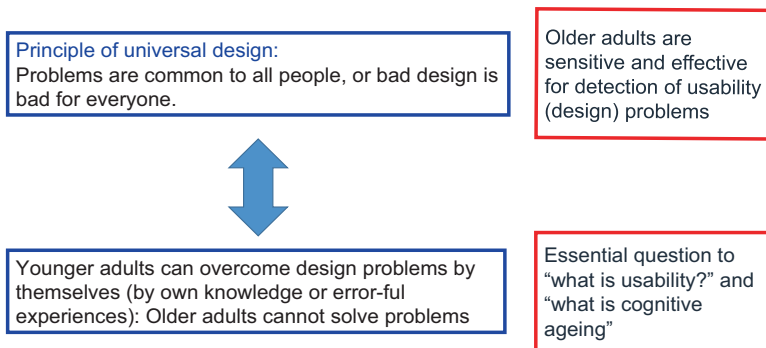 Principle of universal design:
Problems are common to all people, or bad design is
bad for everyone.
Older adults are
sensitive and effective
for detection of usability
(design) problems
Younger adults can overcome design problems by
themselves (by own knowledge or error-ful
experiences): Older adults cannot solve problems
Essential question to
“what is usability?” and
“what is cognitive
ageing”